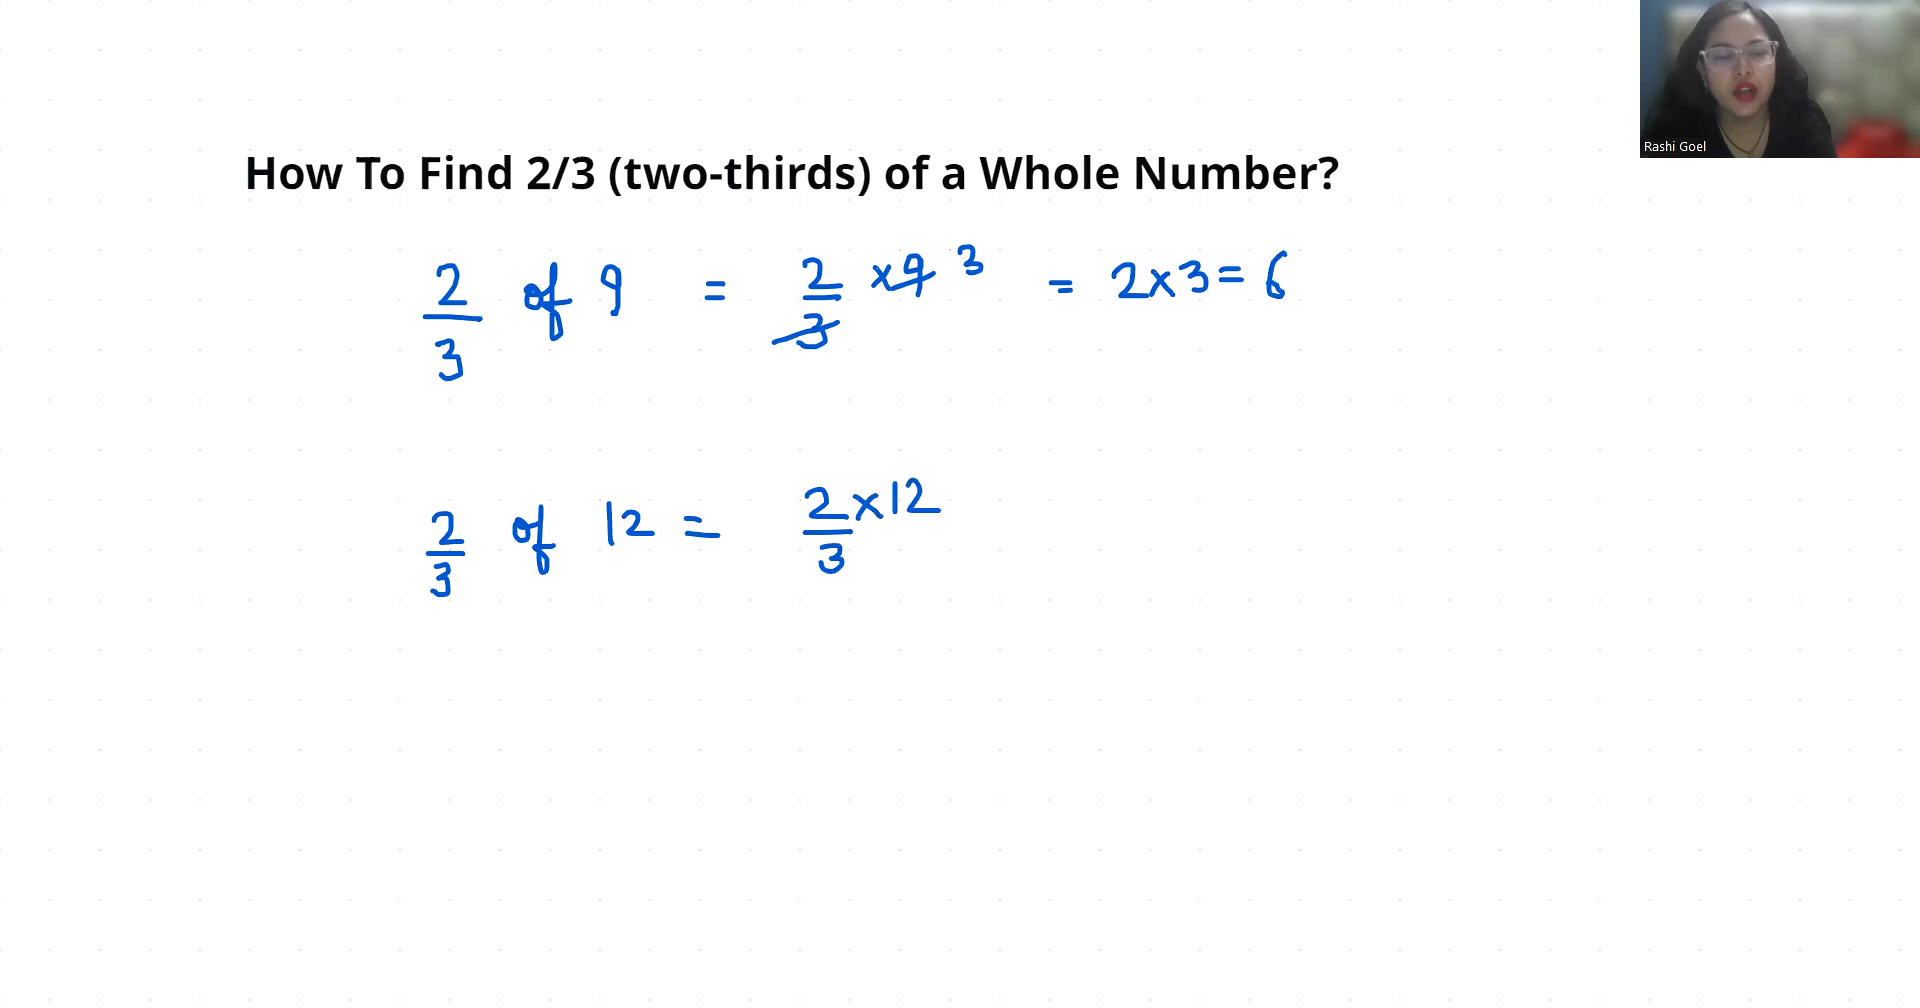 Rashi Goel
How To Find 2/3 (two-thirds) of a Whole Number?
2/3 of 9 = 2/3 ×9 3 = 2×3= 6
2/3 of 12 = 2/3 ×12